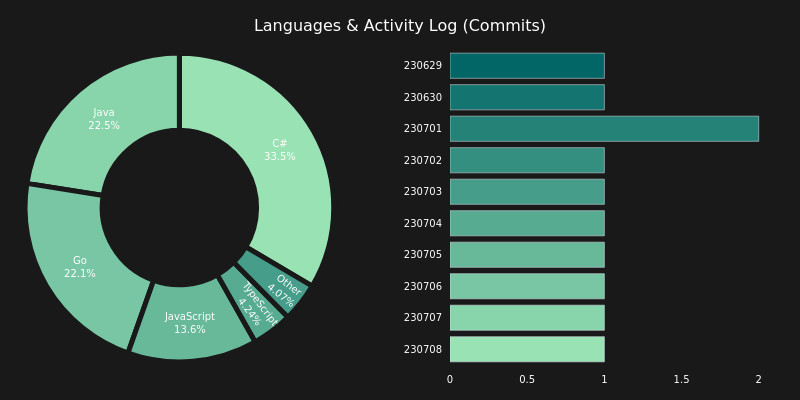 Languages & Activity Log (Commits)
C#
33.5%
Java
22.5%
Go
22.1%
JavaScript
13.6%
TypeScript
4.24%
Other
4.07%
230629
230630
230701
230702
230703
230704
230705
230706
230707
230708
0 0.5 1 1.5 2